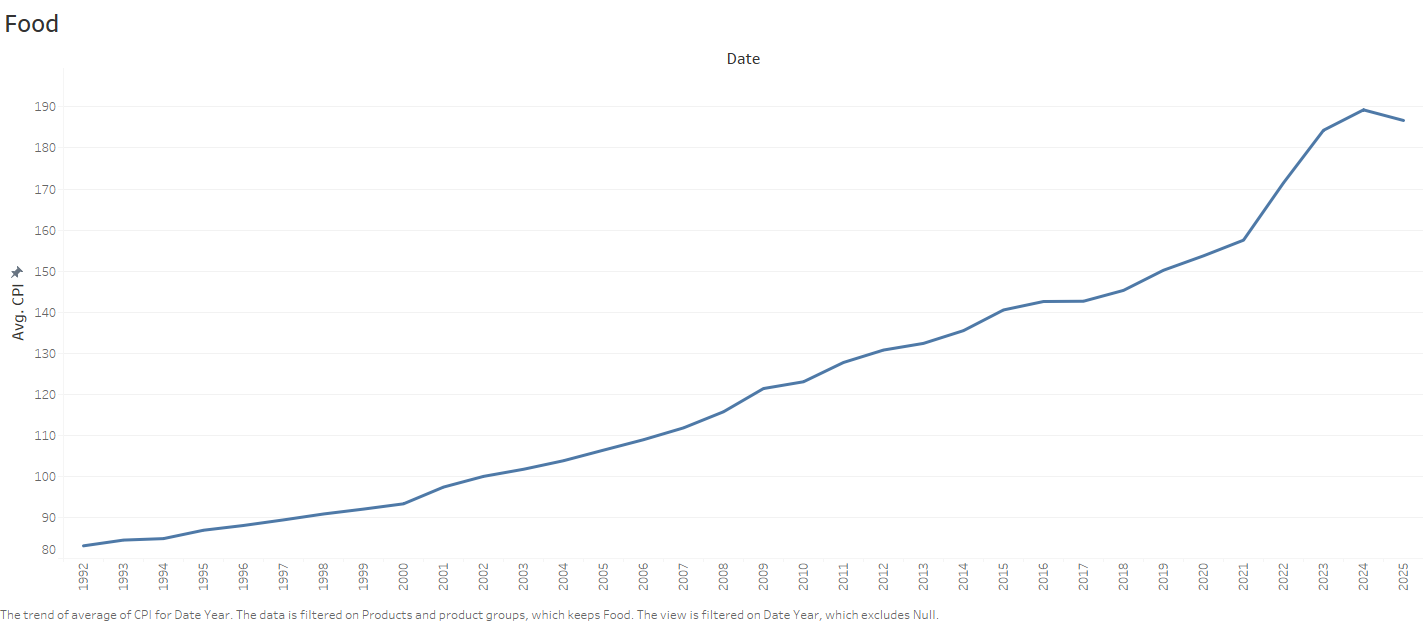 Food
Date
Avg. CPI
190
180
170
160
150
140
130
120
110
100
90
80
1992 1993 1994 1995 1996 1997 1998 1999 2000 2001 2002 2003 2004 2005 2006 2007 2008 2009 2010 2011 2012 2013 2014 2015 2016 2017 2018 2019 2020 2021 2022 2023 2024 2025
The trend of average of CPI for Date Year. The data is filtered on Products and product groups, which keeps Food. The view is filtered on Date Year, which excludes Null.